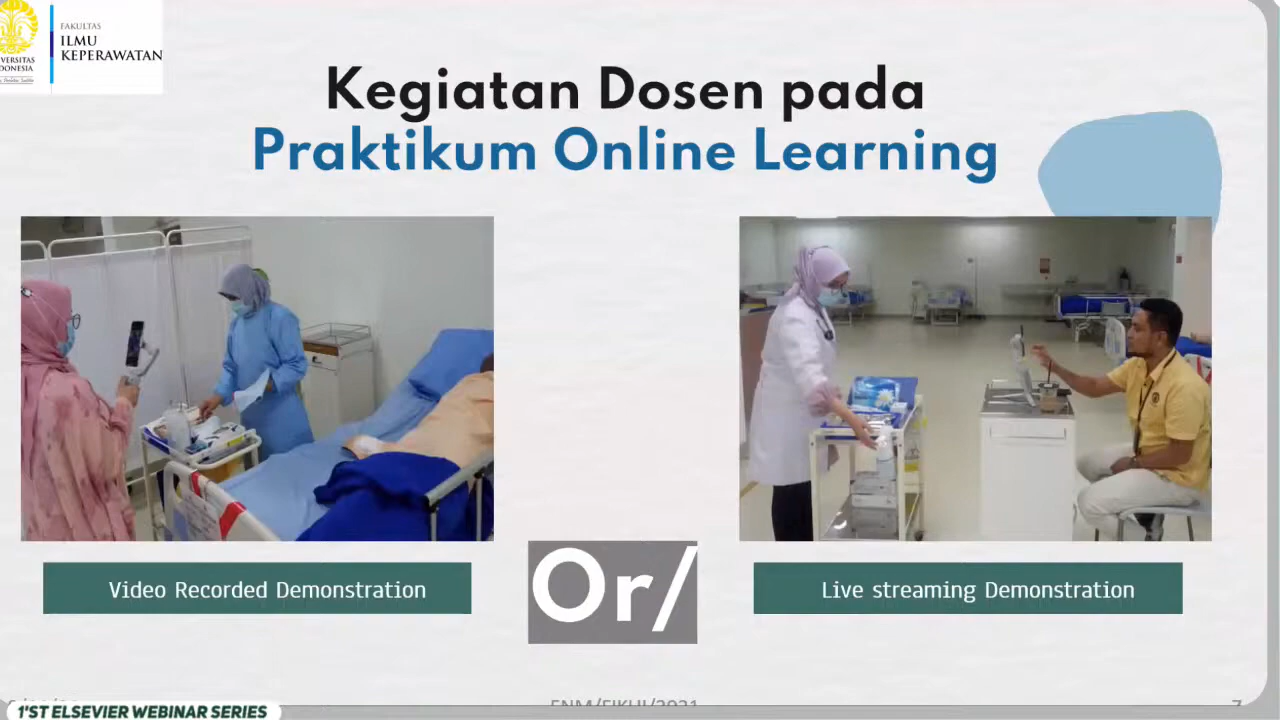 FAKULTAS
ILMU
KEPERAWATAN
Kegiatan Dosen pada
Praktikum Online Learning
Video Recorded Demonstration
Or/
Live streaming Demonstration
1'ST ELSEVIER WEBINAR SERIES
7